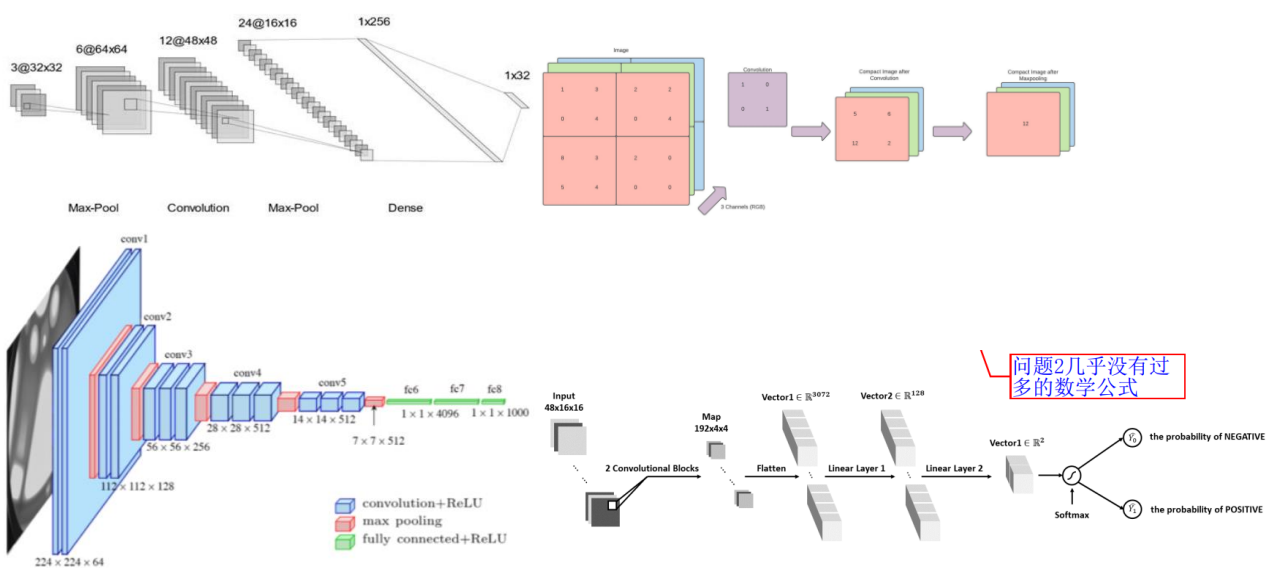 3@32x32
6@64x64
12@48x48
24@16x16
1x256
1x32
Max-Pool
Convolution
Max-Pool
Dense
Image
1 3 2 2
0 4 0 4
8 3 2 0
5 4 0 0
3 Channels (RGB)
Convolution
1 0
0 1
Compact Image after
Convolution
5 6
12 2
Compact Image after
Maxpooling
12
conv1
conv2
conv3
conv4
conv5
fc6
fc7
fc8
224 × 224 × 64
112 × 112 × 128
56 × 56 × 256
28 × 28 × 512
14 × 14 × 512
7 × 7 × 512
1 × 1 × 4096
1 × 1 × 1000
convolution+ReLU
max pooling
fully connected+ReLU
问题2几乎没有过
多的数学公式
Input
48x16x16
2 Convolutional Blocks
Map
192x4x4
Flatten
Vector1 ∈ ℝ³⁰⁷²
Linear Layer 1
Vector2 ∈ ℝ¹²⁸
Linear Layer 2
Vector1 ∈ ℝ²
Softmax
Ŷ₀ the probability of NEGATIVE
Ŷ₁ the probability of POSITIVE